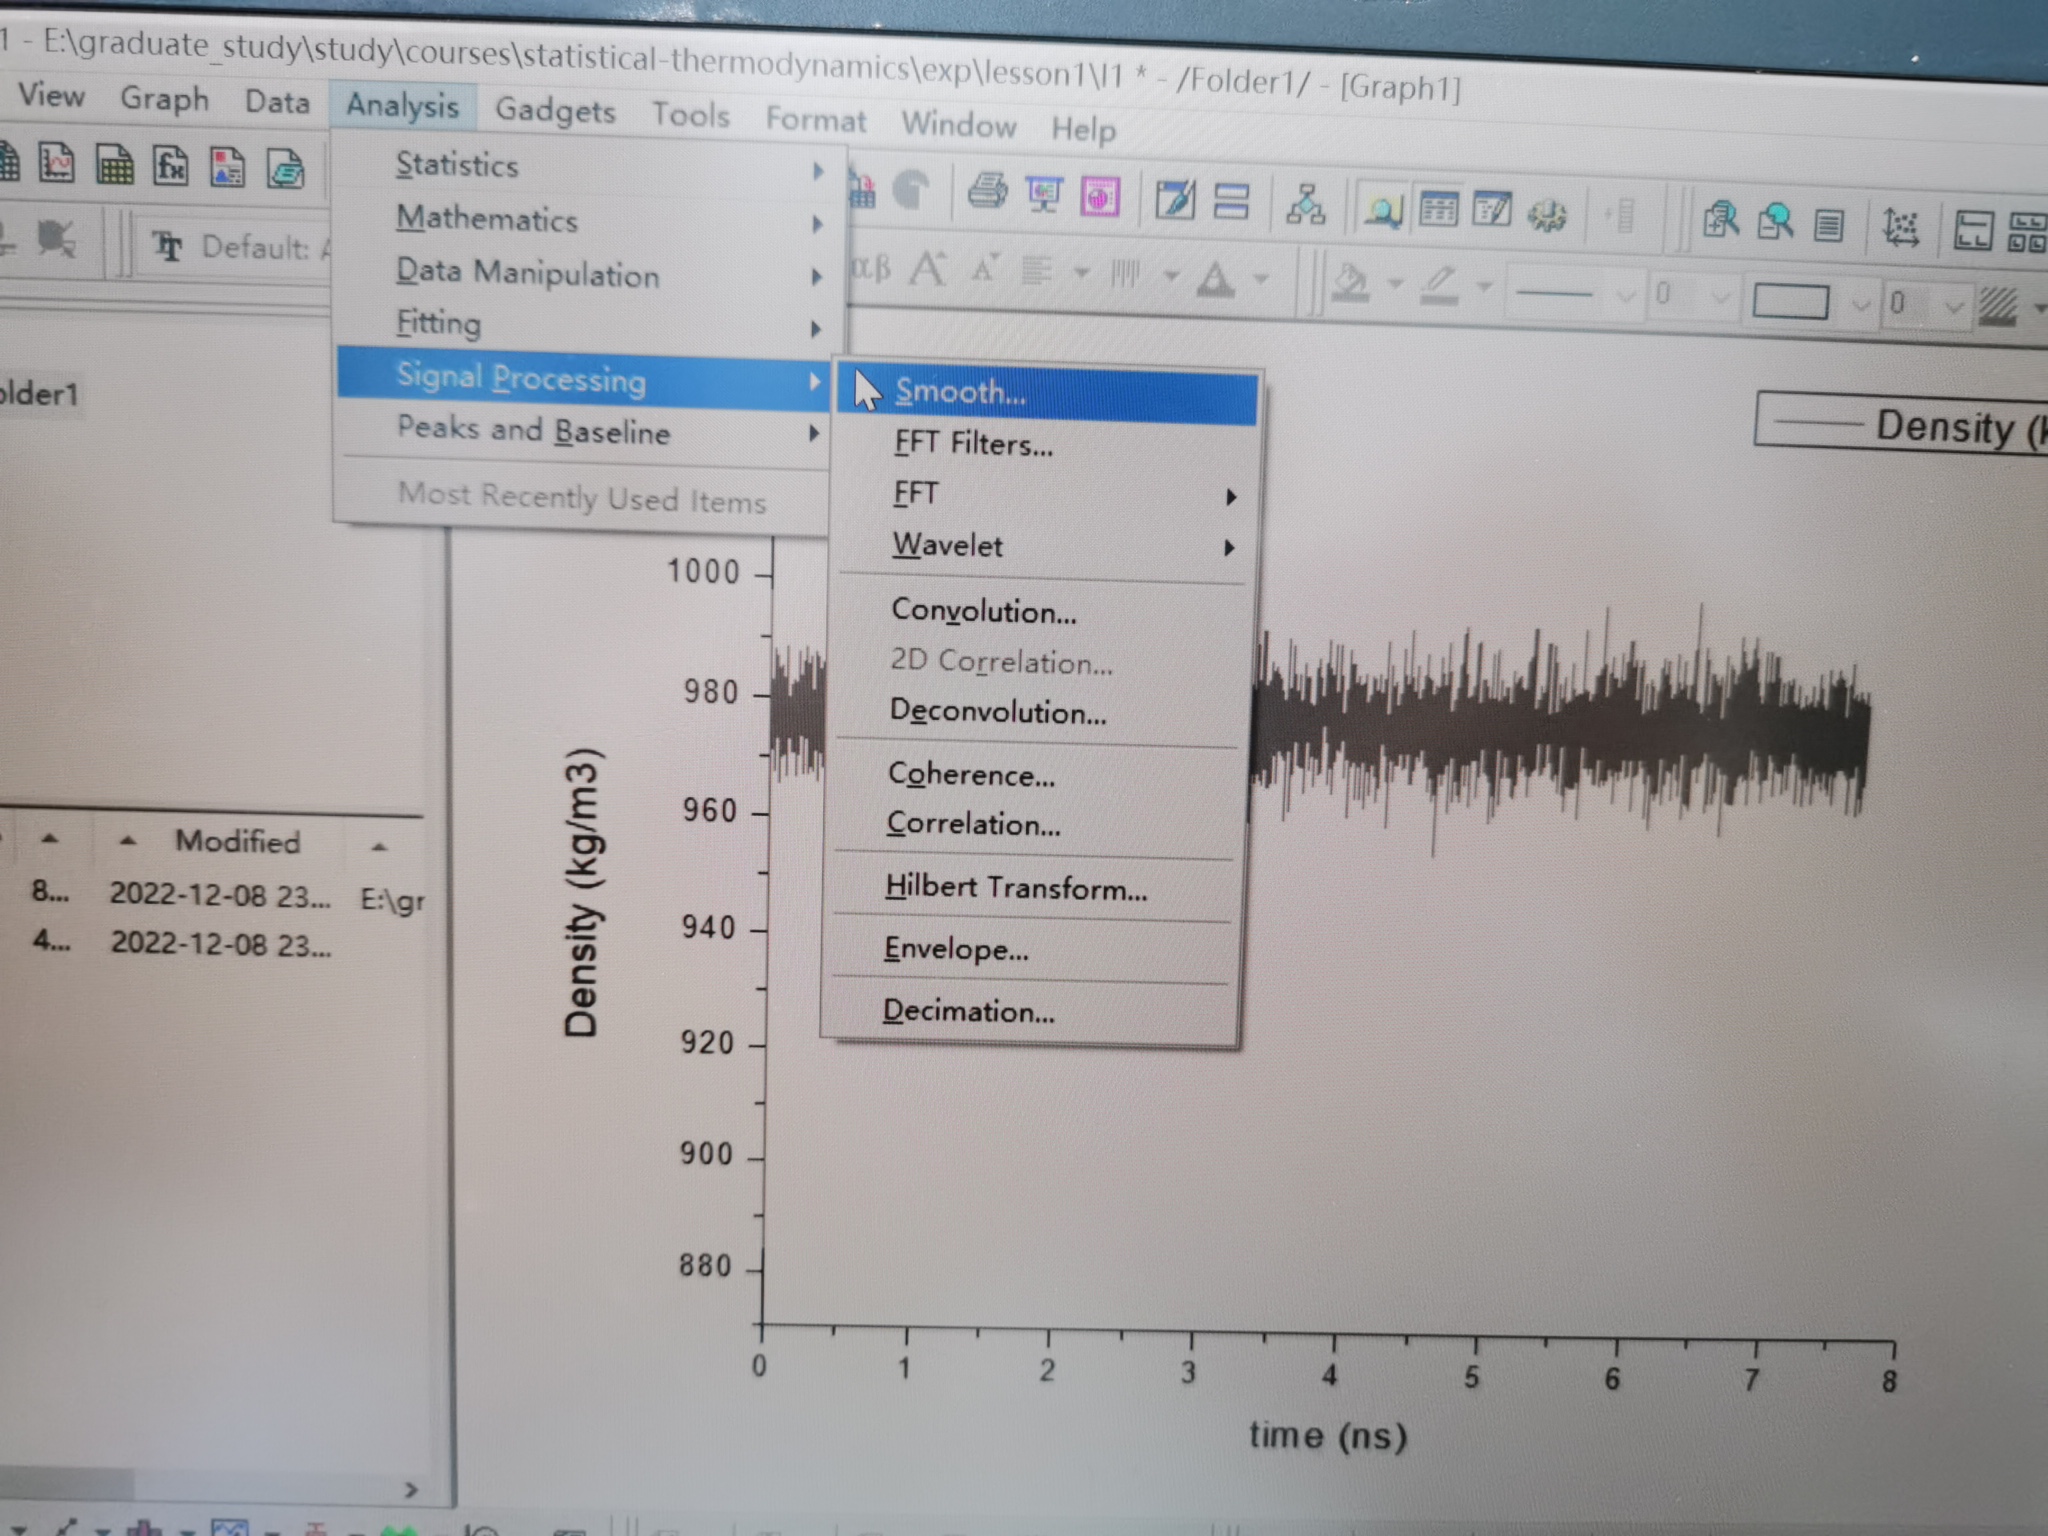 1 - E:\graduate_study\study\courses\statistical-thermodynamics\exp\lesson1\l1 * - /Folder1/ - [Graph1]
View Graph Data Analysis Gadgets Tools Format Window Help
Default: A
αβ A A A 0 0
Statistics
Mathematics
Data Manipulation
Fitting
Signal Processing
Peaks and Baseline
Most Recently Used Items
Smooth...
FFT Filters...
FFT
Wavelet
Convolution...
2D Correlation...
Deconvolution...
Coherence...
Correlation...
Hilbert Transform...
Envelope...
Decimation...
older1
Modified
8... 2022-12-08 23... E:\gr
4... 2022-12-08 23...
Density (k
Density (kg/m3)
1000
980
960
940
920
900
880
0 1 2 3 4 5 6 7 8
time (ns)